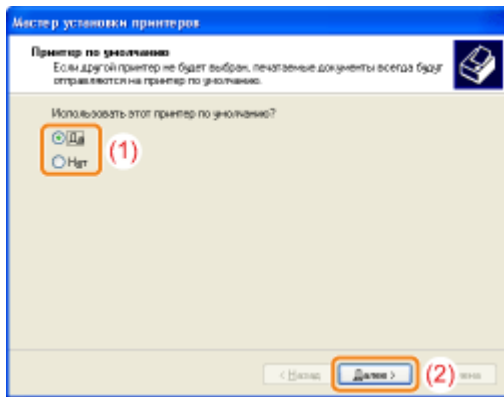 Мастер установки принтеров
Принтер по умолчанию
Если другой принтер не будет выбран, печатаемые документы всегда будут
отправляются на принтер по умолчанию.
Использовать этот принтер по умолчанию?
Да
(1)
Нет
< Назад
Далее >
(2)